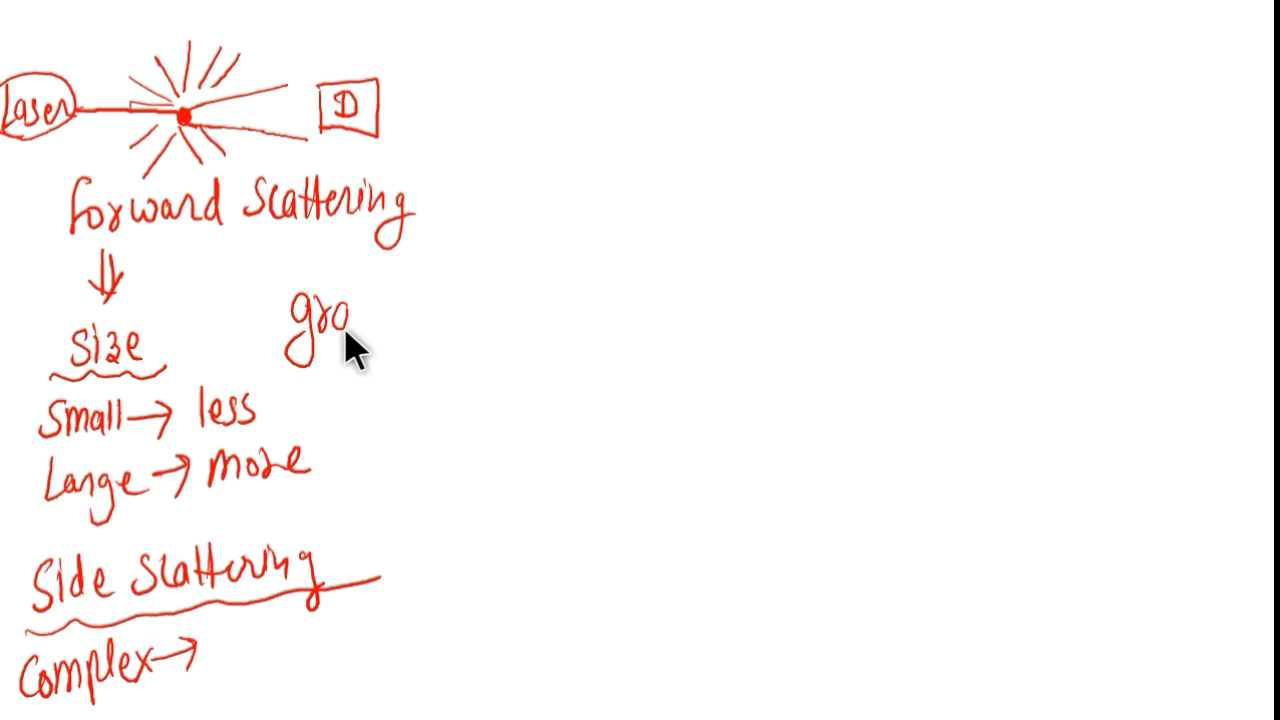 Laser
D
forward scattering
size
gro
small → less
Large → more
Side scattering
complex →